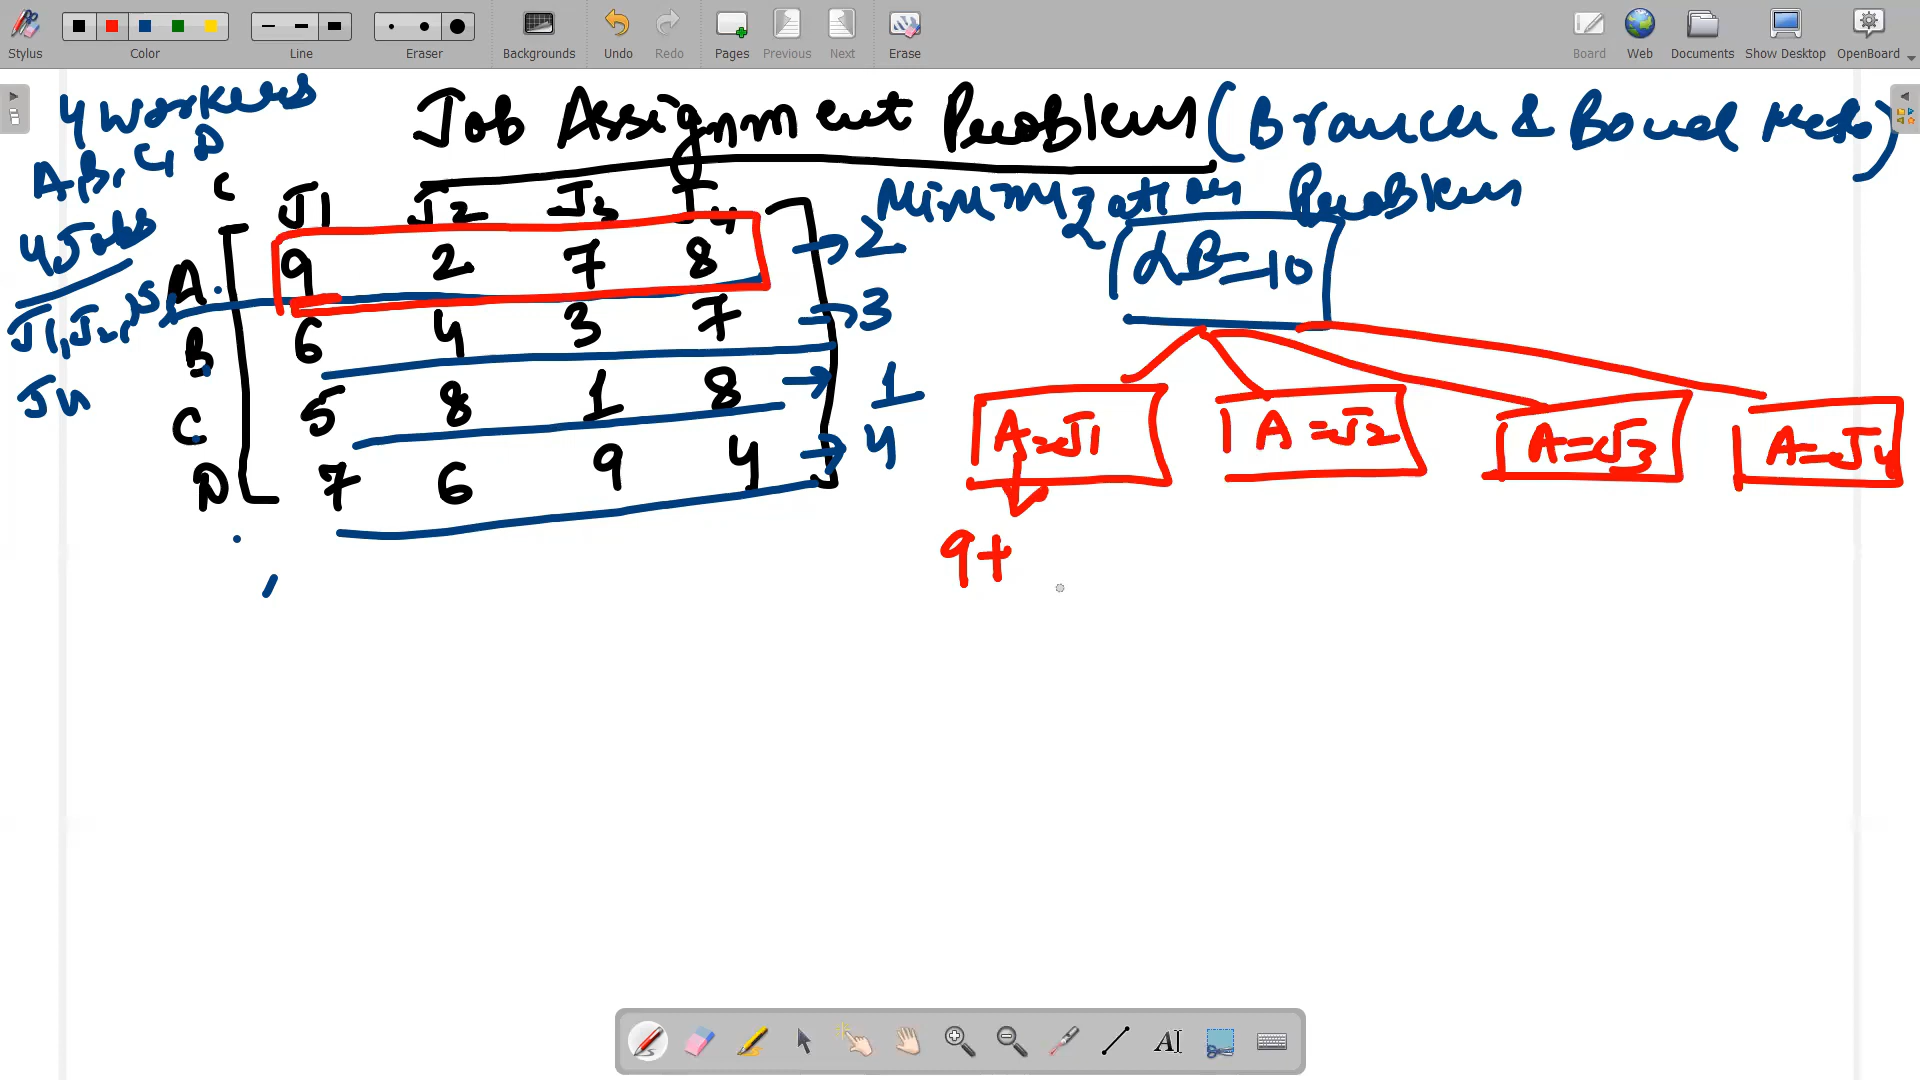 Stylus Color Line Eraser Backgrounds Undo Redo Pages Previous Next Erase Board Web Documents Show Desktop OpenBoard
4 workers
A, B, C, D
4 Jobs
J1, J2, J3,
J4
Job Assignment Problem (Branch & Bound Metho)
Minimization Problem
C J1 J2 J3 J4
A 9 2 7 8 → 2
B 6 4 3 7 → 3
C 5 8 1 8 → 1
D 7 6 9 4 → 4
LB=10
A=J1 A=J2 A=J3 A=J4
9+